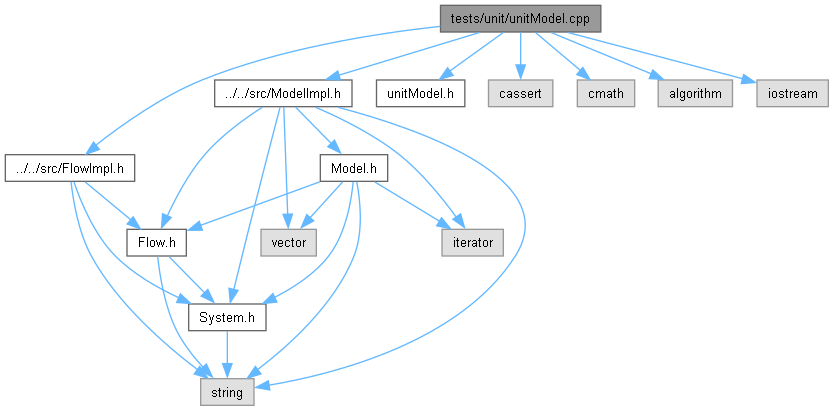 tests/unit/unitModel.cpp
../../src/ModelImpl.h
unitModel.h
cassert
cmath
algorithm
iostream
../../src/FlowImpl.h
Model.h
Flow.h
vector
iterator
System.h
string